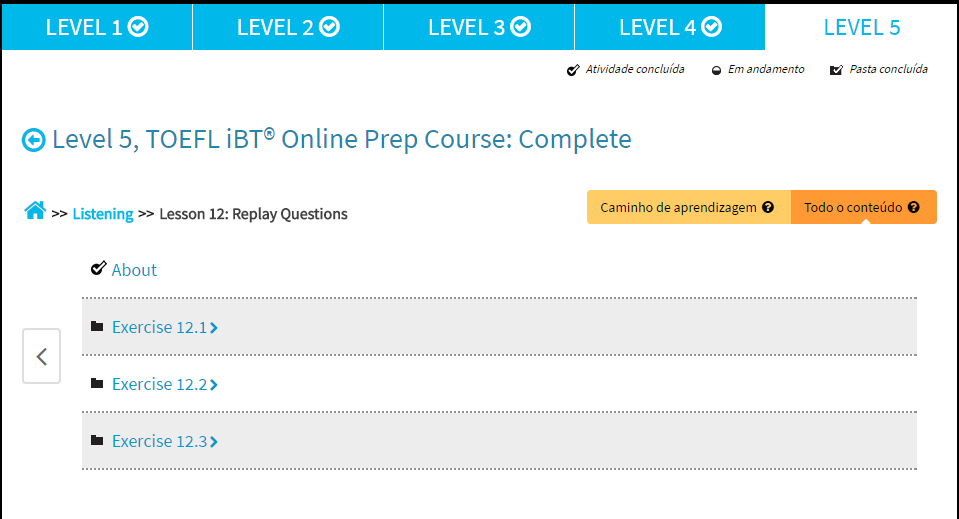 LEVEL 1
LEVEL 2
LEVEL 3
LEVEL 4
LEVEL 5
Atividade concluída
Em andamento
Pasta concluída
Level 5, TOEFL iBT® Online Prep Course: Complete
>> Listening >> Lesson 12: Replay Questions
Caminho de aprendizagem ?
Todo o conteúdo ?
About
Exercise 12.1
Exercise 12.2
Exercise 12.3